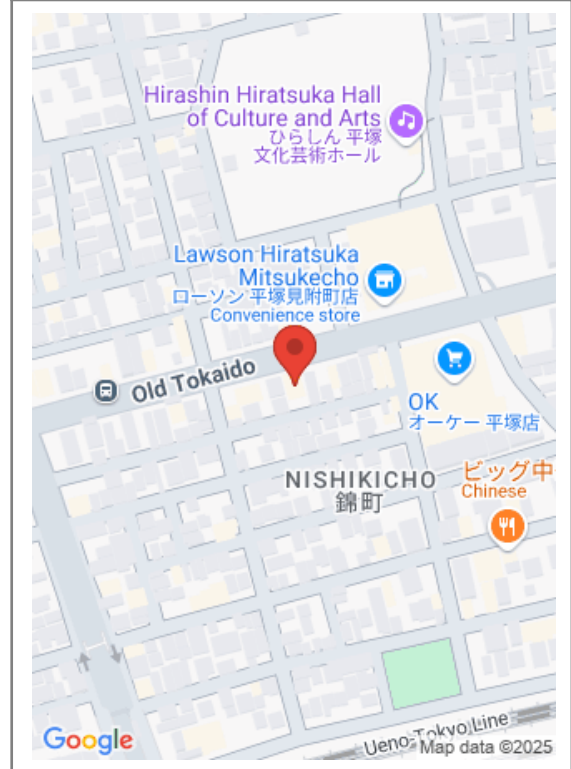 Hirashin Hiratsuka Hall
of Culture and Arts
ひらしん 平塚
文化芸術ホール
Lawson Hiratsuka
Mitsukecho
ローソン 平塚見附町店
Convenience store
Old Tokaido
OK
オーケー 平塚店
NISHIKICHO
錦町
ビッグ中
Chinese
Ueno-Tokyo Line
Google
Map data ©2025